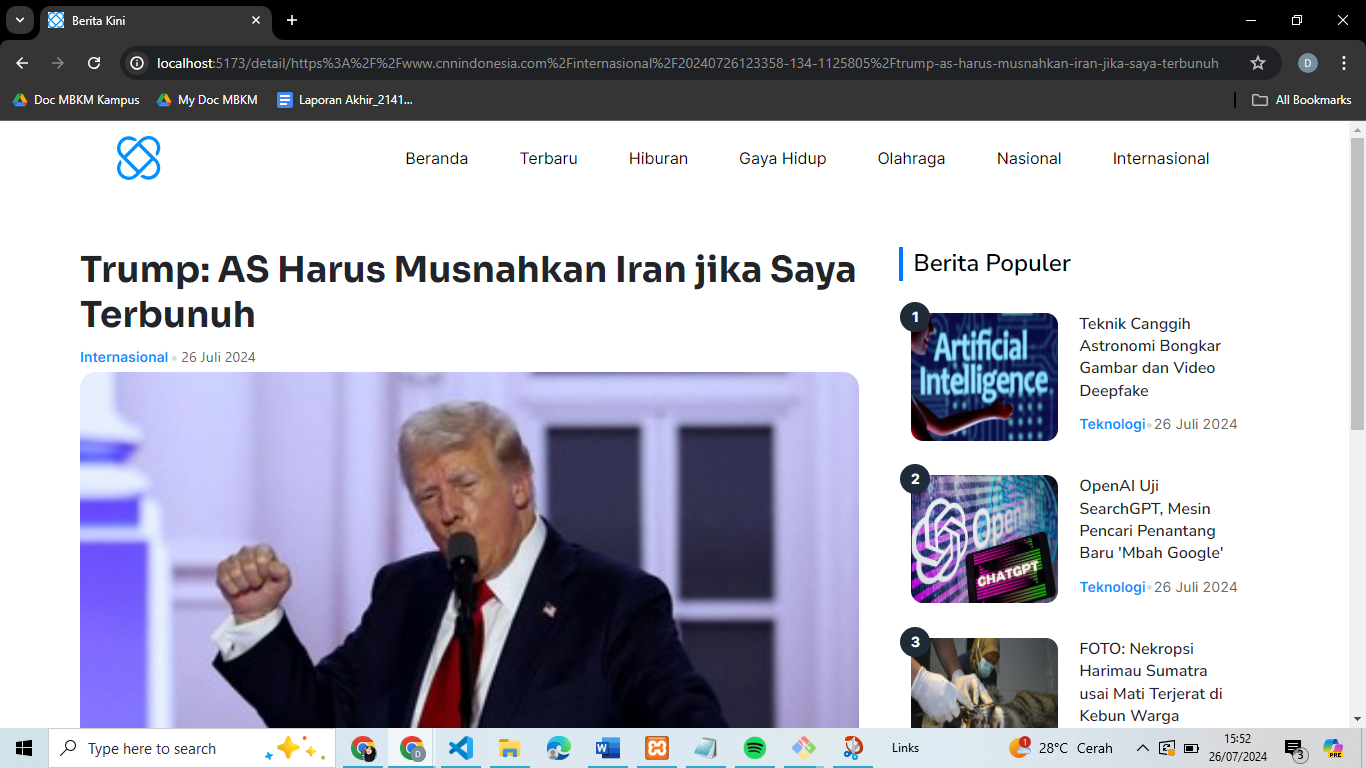 Berita Kini
localhost:5173/detail/https%3A%2F%2Fwww.cnnindonesia.com%2Finternasional%2F20240726123358-134-1125805%2Ftrump-as-harus-musnahkan-iran-jika-saya-terbunuh
D
Doc MBKM Kampus
My Doc MBKM
Laporan Akhir_2141...
All Bookmarks
Beranda
Terbaru
Hiburan
Gaya Hidup
Olahraga
Nasional
Internasional
Trump: AS Harus Musnahkan Iran jika Saya
Terbunuh
Internasional
26 Juli 2024
Berita Populer
1
Artificial
Intelligence
Teknik Canggih
Astronomi Bongkar
Gambar dan Video
Deepfake
Teknologi
26 Juli 2024
2
OpenAI
CHATGPT
OpenAI Uji
SearchGPT, Mesin
Pencari Penantang
Baru 'Mbah Google'
Teknologi
26 Juli 2024
3
FOTO: Nekropsi
Harimau Sumatra
usai Mati Terjerat di
Kebun Warga
Type here to search
D
W
Links
1
28°C Cerah
15:52
26/07/2024
3
PRE